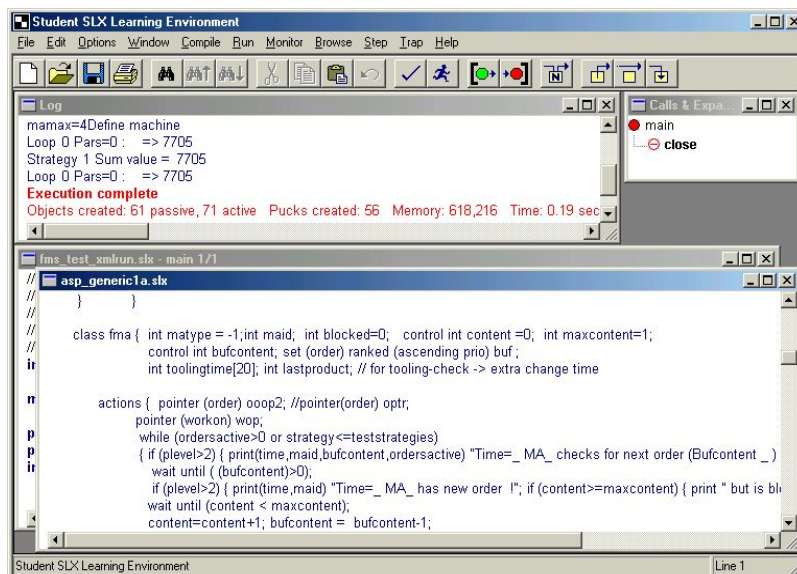 Student SLX Learning Environment
File Edit Options Window Compile Run Monitor Browse Step Trap Help
N
Log
mamax=4Define machine
Loop 0 Pars=0 : => 7705
Strategy 1 Sum value = 7705
Loop 0 Pars=0 : => 7705
Execution complete
Objects created: 61 passive, 71 active Pucks created: 56 Memory: 618,216 Time: 0.19 sec
Calls & Expa...
main
close
fms_test_xmlrun.slx - main 1/1
//
//
//
//
//
in
m
p
p
in
asp_generic1a.slx
} }
class fma { int matype = -1;int maid; int blocked=0; control int content =0; int maxcontent=1;
control int bufcontent; set (order) ranked (ascending prio) buf ;
int toolingtime[20]; int lastproduct; // for tooling-check -> extra change time
actions { pointer (order) ooop2; //pointer(order) optr;
pointer (workon) wop;
while (ordersactive>0 or strategy<=teststrategies)
{ if (plevel>2) { print(time,maid,bufcontent,ordersactive) "Time=_ MA_ checks for next order (Bufcontent _ )
wait until ( (bufcontent)>0);
if (plevel>2) { print(time,maid) "Time=_ MA_ has new order !"; if (content>=maxcontent) { print " but is
wait until (content < maxcontent);
content=content+1; bufcontent = bufcontent-1;
Student SLX Learning Environment
Line 1